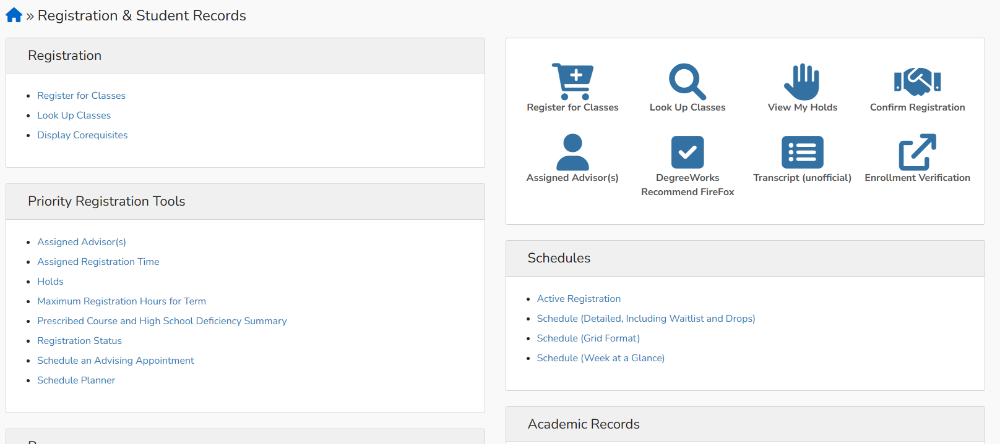 » Registration & Student Records
Registration
Register for Classes
Look Up Classes
Display Corequisites
Priority Registration Tools
Assigned Advisor(s)
Assigned Registration Time
Holds
Maximum Registration Hours for Term
Prescribed Course and High School Deficiency Summary
Registration Status
Schedule an Advising Appointment
Schedule Planner
Register for Classes
Look Up Classes
View My Holds
Confirm Registration
Assigned Advisor(s)
DegreeWorks
Recommend FireFox
Transcript (unofficial)
Enrollment Verification
Schedules
Active Registration
Schedule (Detailed, Including Waitlist and Drops)
Schedule (Grid Format)
Schedule (Week at a Glance)
Academic Records